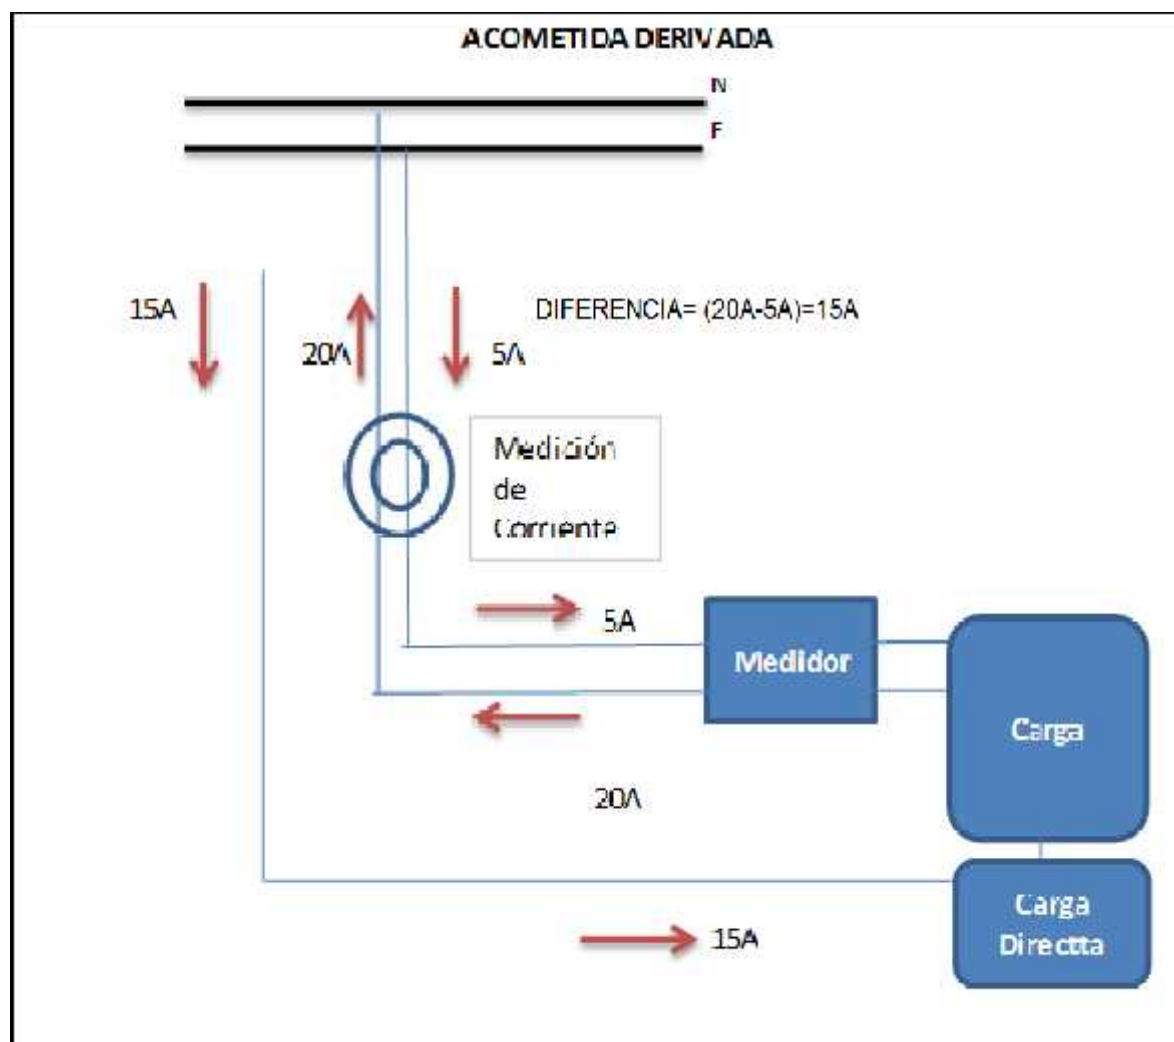 ACOMETIDA DERIVADA
N
F
15A
20A
5A
DIFERENCIA= (20A-5A)=15A
Medición
de
Corriente
5A
Medidor
Carga
20A
Carga
Directta
15A